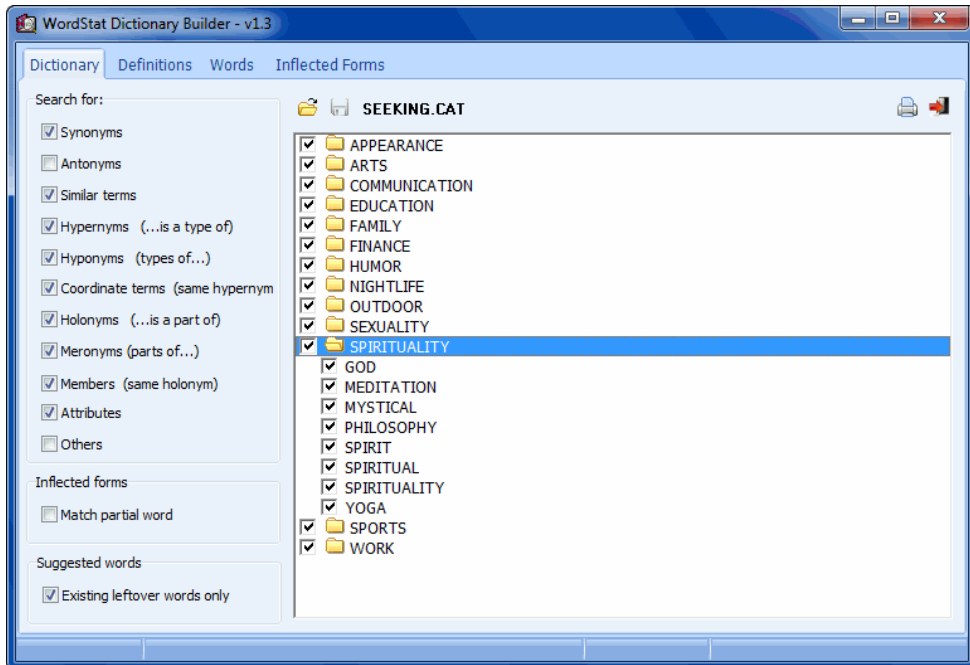 WordStat Dictionary Builder - v1.3
Dictionary Definitions Words Inflected Forms
Search for:
Synonyms
Antonyms
Similar terms
Hypernyms (...is a type of)
Hyponyms (types of...)
Coordinate terms (same hypernym
Holonyms (...is a part of)
Meronyms (parts of...)
Members (same holonym)
Attributes
Others
Inflected forms
Match partial word
Suggested words
Existing leftover words only
SEEKING.CAT
APPEARANCE
ARTS
COMMUNICATION
EDUCATION
FAMILY
FINANCE
HUMOR
NIGHTLIFE
OUTDOOR
SEXUALITY
SPIRITUALITY
GOD
MEDITATION
MYSTICAL
PHILOSOPHY
SPIRIT
SPIRITUAL
SPIRITUALITY
YOGA
SPORTS
WORK